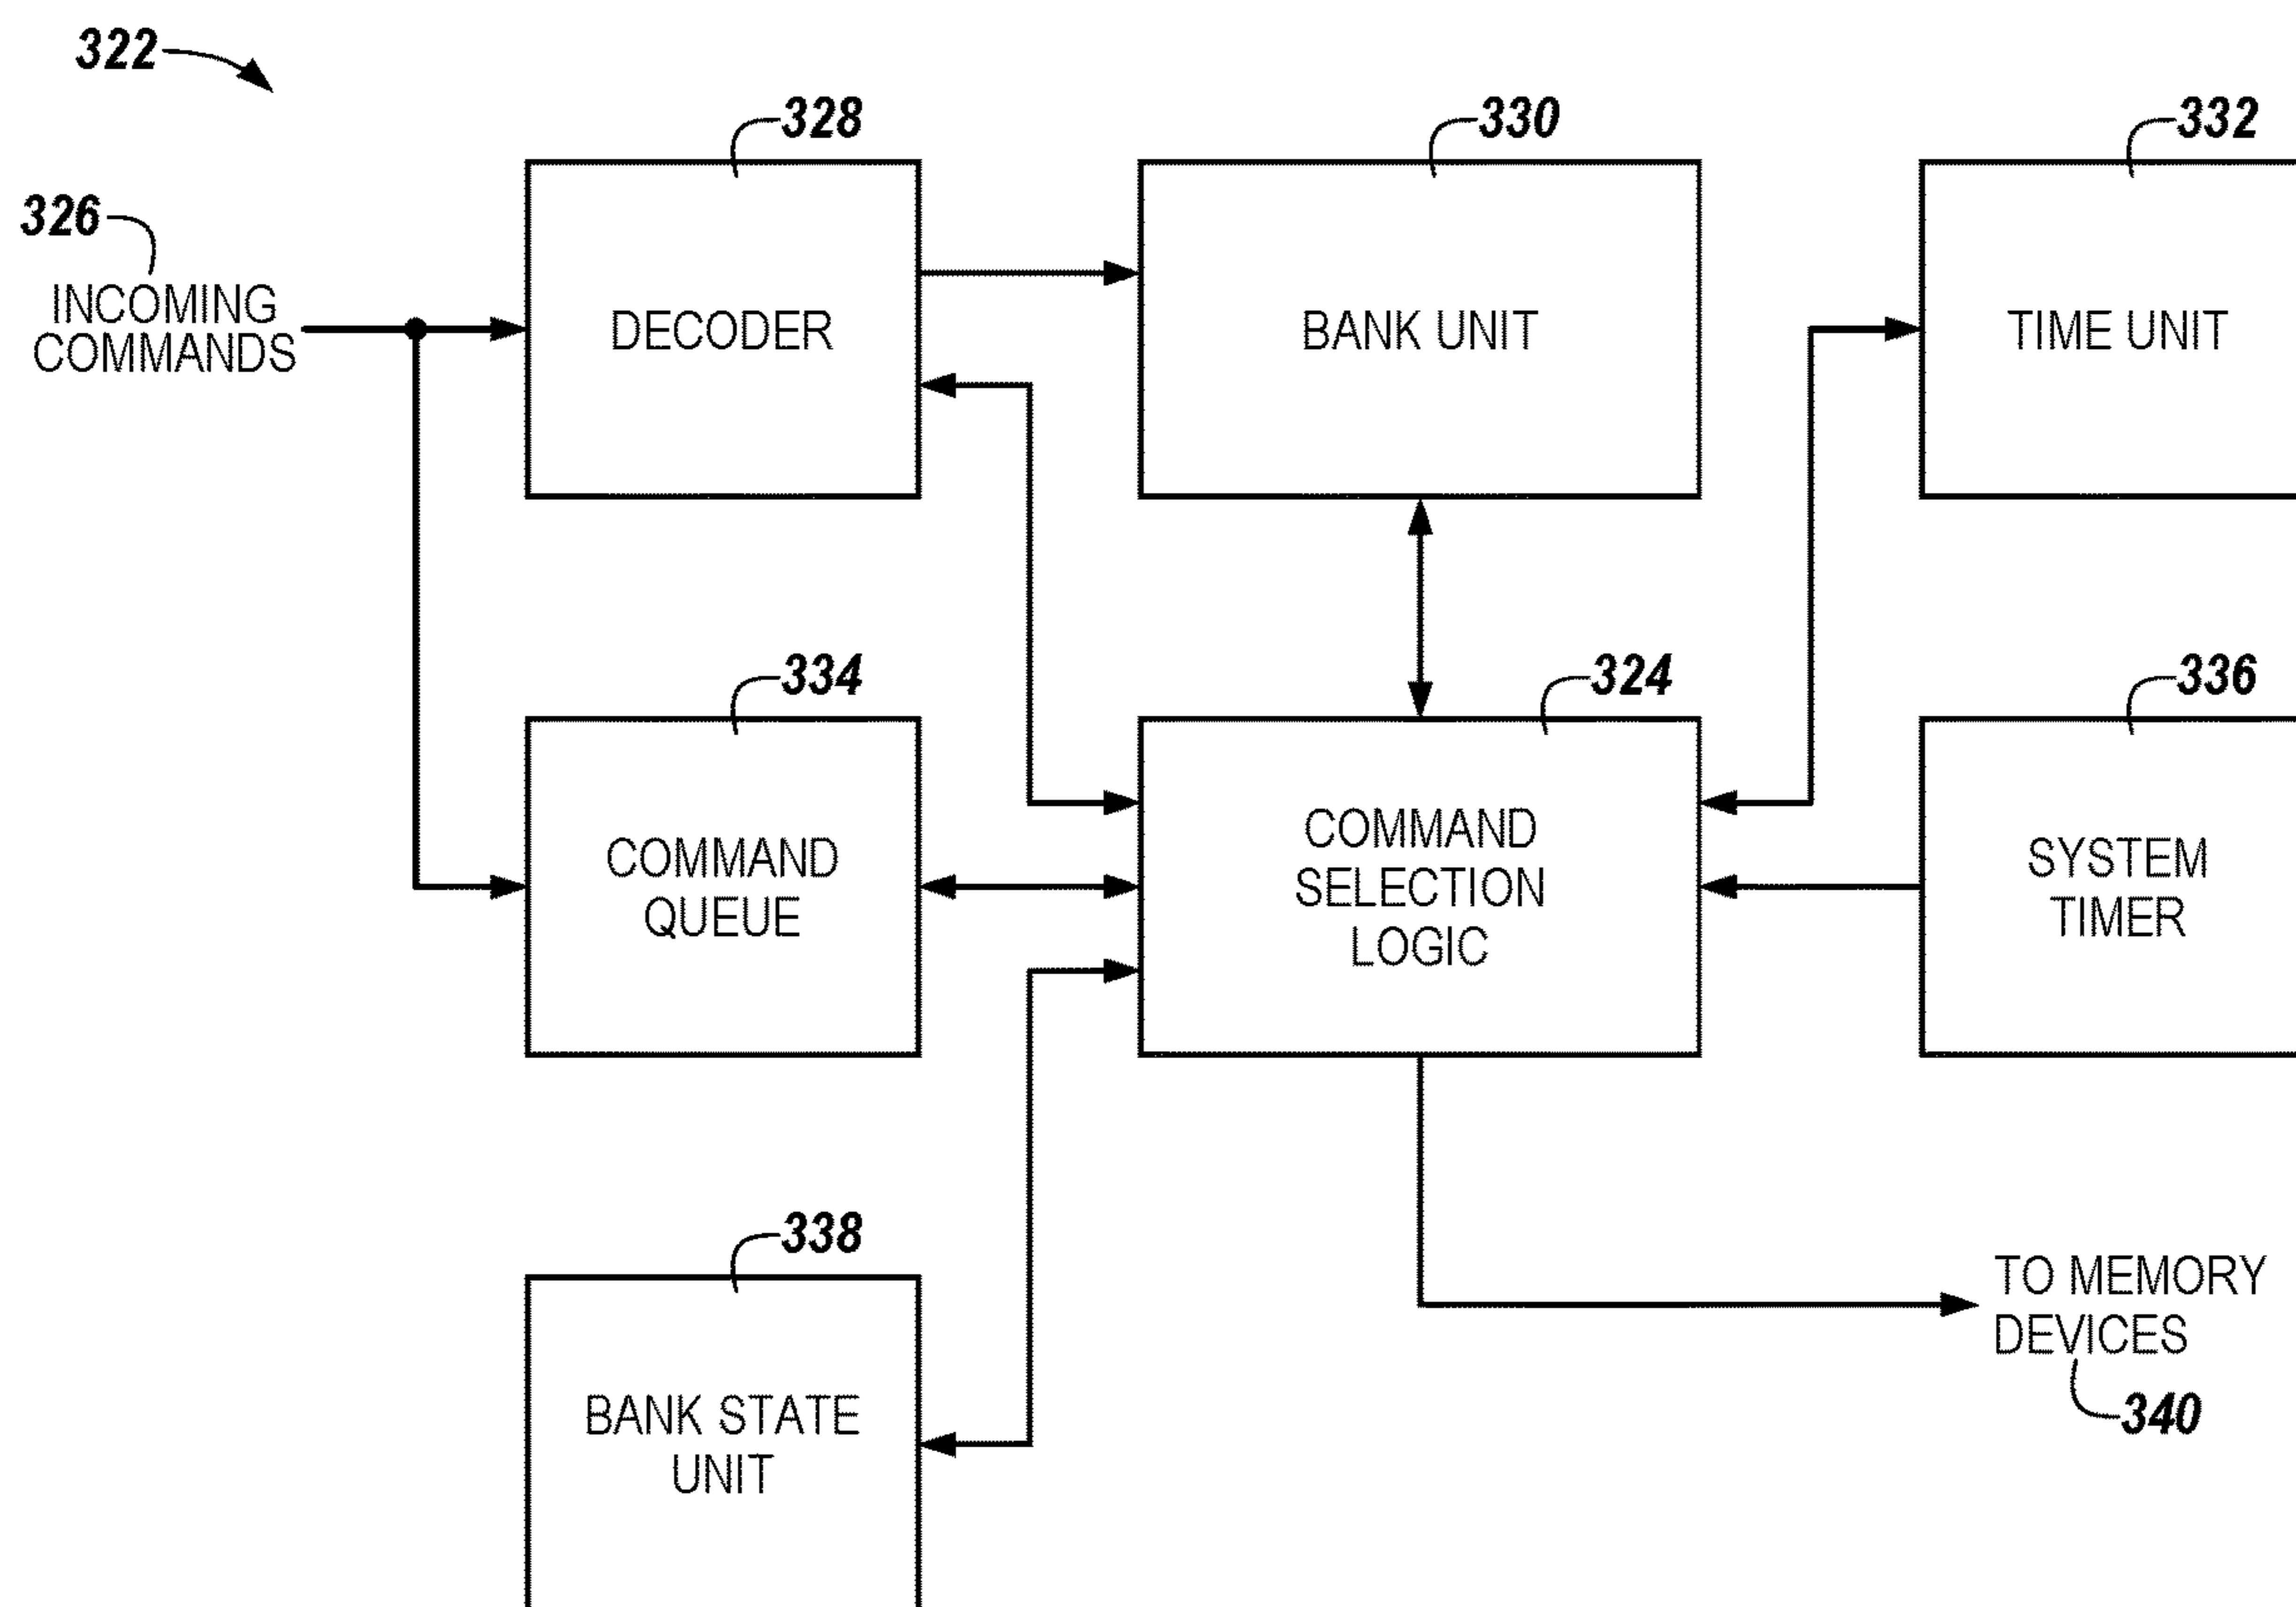 322
328
330
332
326
INCOMING
COMMANDS
DECODER
BANK UNIT
TIME UNIT
334
324
336
COMMAND
QUEUE
COMMAND
SELECTION
LOGIC
SYSTEM
TIMER
338
BANK STATE
UNIT
TO MEMORY
DEVICES
340